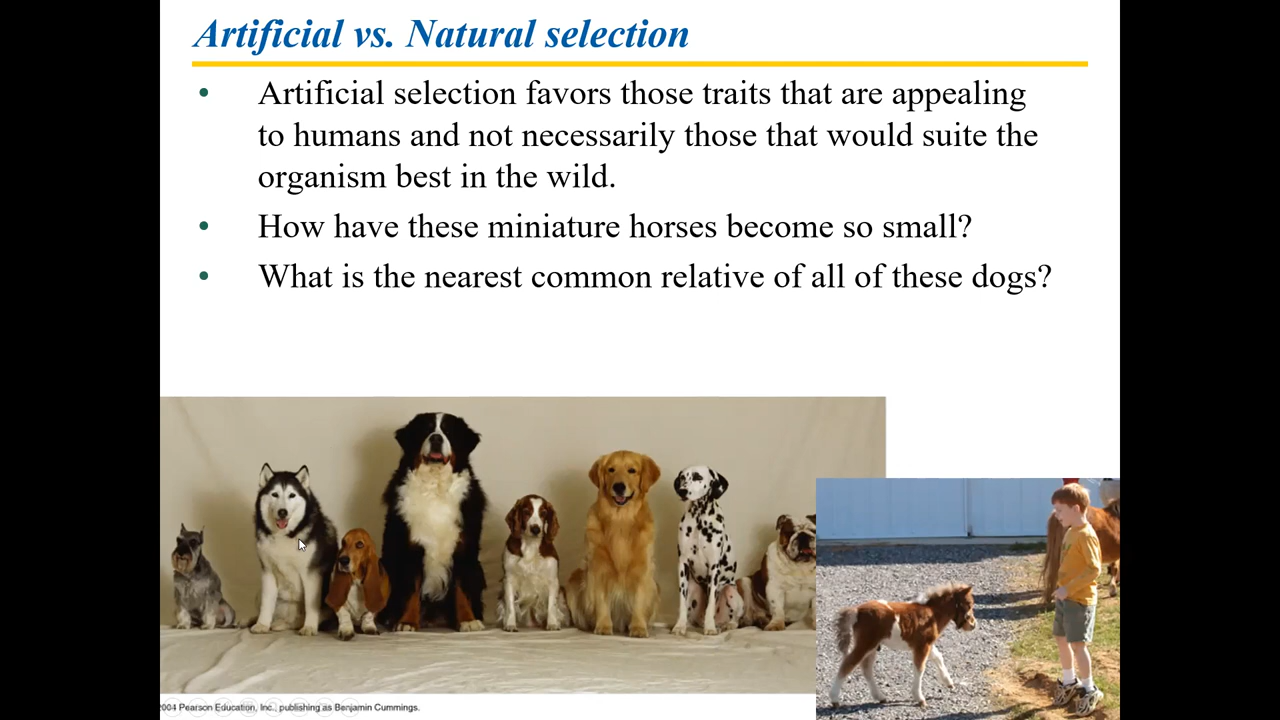 Artificial vs. Natural selection
• Artificial selection favors those traits that are appealing
to humans and not necessarily those that would suite the
organism best in the wild.
• How have these miniature horses become so small?
• What is the nearest common relative of all of these dogs?
2004 Pearson Education, Inc., publishing as Benjamin Cummings.